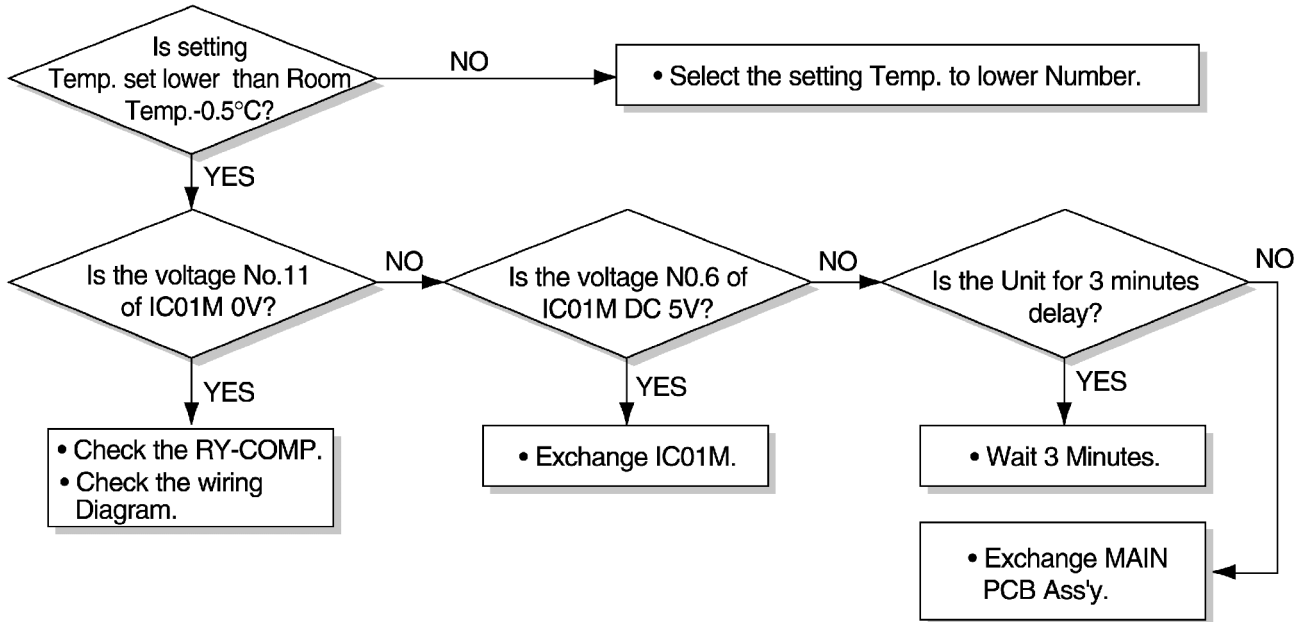 Is setting
Temp. set lower than Room
Temp.-0.5°C?
NO
• Select the setting Temp. to lower Number.
YES
Is the voltage No.11
of IC01M 0V?
NO
Is the voltage N0.6 of
IC01M DC 5V?
NO
Is the Unit for 3 minutes
delay?
NO
YES
• Check the RY-COMP.
• Check the wiring
Diagram.
YES
• Exchange IC01M.
YES
• Wait 3 Minutes.
• Exchange MAIN
PCB Ass'y.